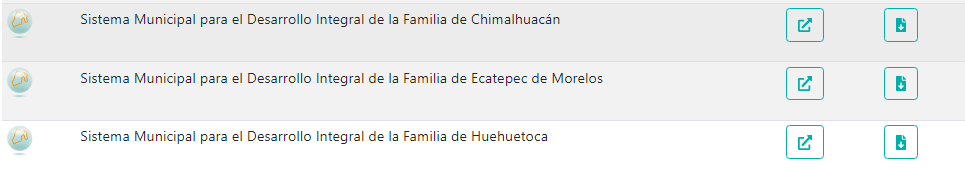 Sistema Municipal para el Desarrollo Integral de la Familia de Chimalhuacán
Sistema Municipal para el Desarrollo Integral de la Familia de Ecatepec de Morelos
Sistema Municipal para el Desarrollo Integral de la Familia de Huehuetoca